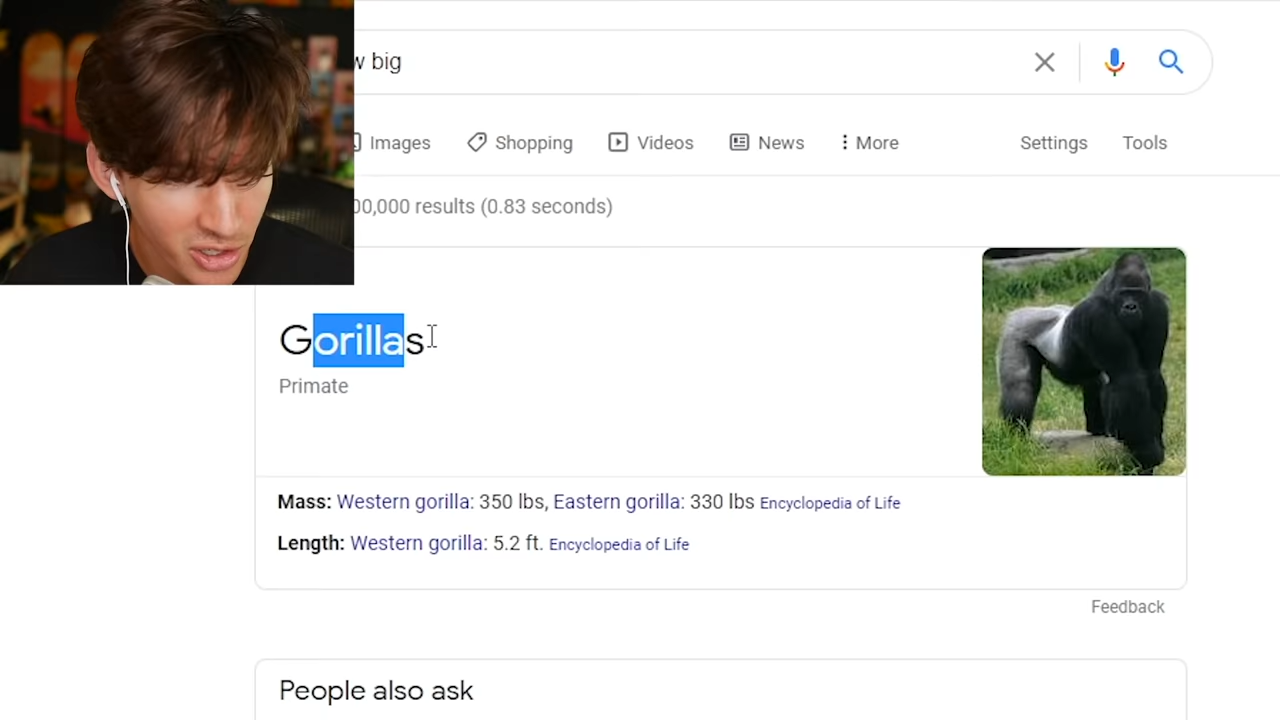 big
Images Shopping Videos News More Settings Tools
00,000 results (0.83 seconds)
Gorillas
Primate
Mass: Western gorilla: 350 lbs, Eastern gorilla: 330 lbs Encyclopedia of Life
Length: Western gorilla: 5.2 ft. Encyclopedia of Life
Feedback
People also ask